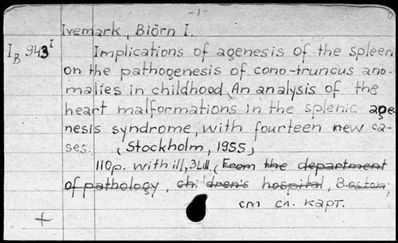 -1-
Ivemark, Biörn I.
I_B 943^I
Implications of agenesis of the spleen
on the pathogenesis of cono-truncus ano-
malies in childhood. An analysis of the
heart malformations in the splenic age-
nesis syndrome, with fourteen new ca-
ses. (Stockholm, 1955)
110p. with ill, (From the department
of pathology, children's hospital, Boston,
см сл. карт.
+